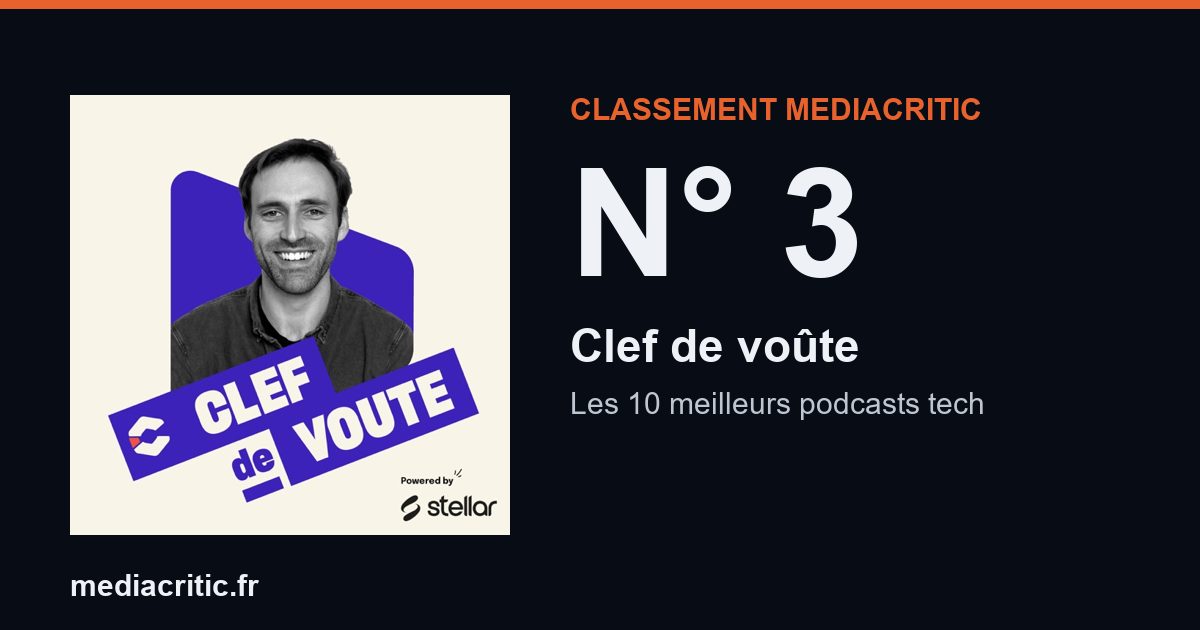 CLASSEMENT MEDIACRITIC
N° 3
Clef de voûte
Les 10 meilleurs podcasts tech
CLEF
de VOUTE
Powered by
stellar
mediacritic.fr